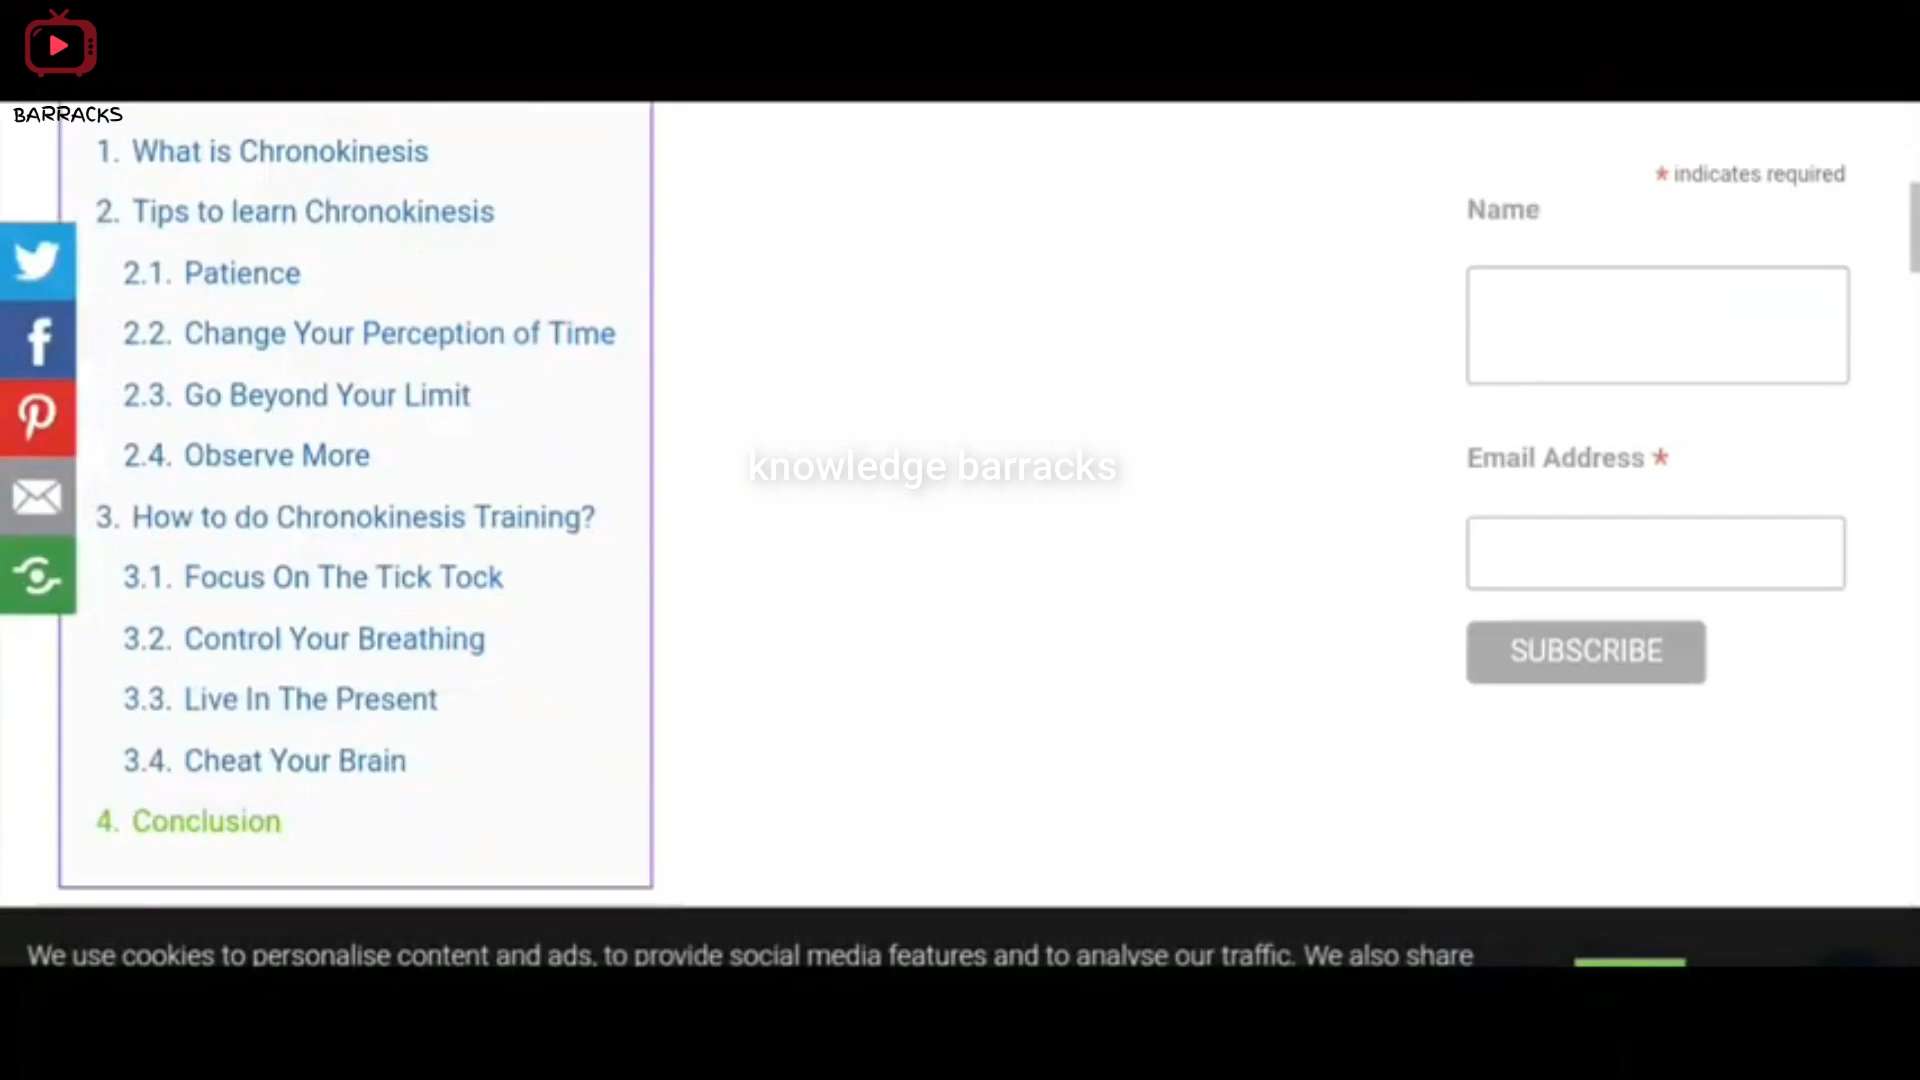 BARRACKS
1. What is Chronokinesis
2. Tips to learn Chronokinesis
2.1. Patience
2.2. Change Your Perception of Time
2.3. Go Beyond Your Limit
2.4. Observe More
3. How to do Chronokinesis Training?
3.1. Focus On The Tick Tock
3.2. Control Your Breathing
3.3. Live In The Present
3.4. Cheat Your Brain
4. Conclusion
knowledge barracks
* indicates required
Name
Email Address *
SUBSCRIBE
We use cookies to personalise content and ads, to provide social media features and to analyse our traffic. We also share